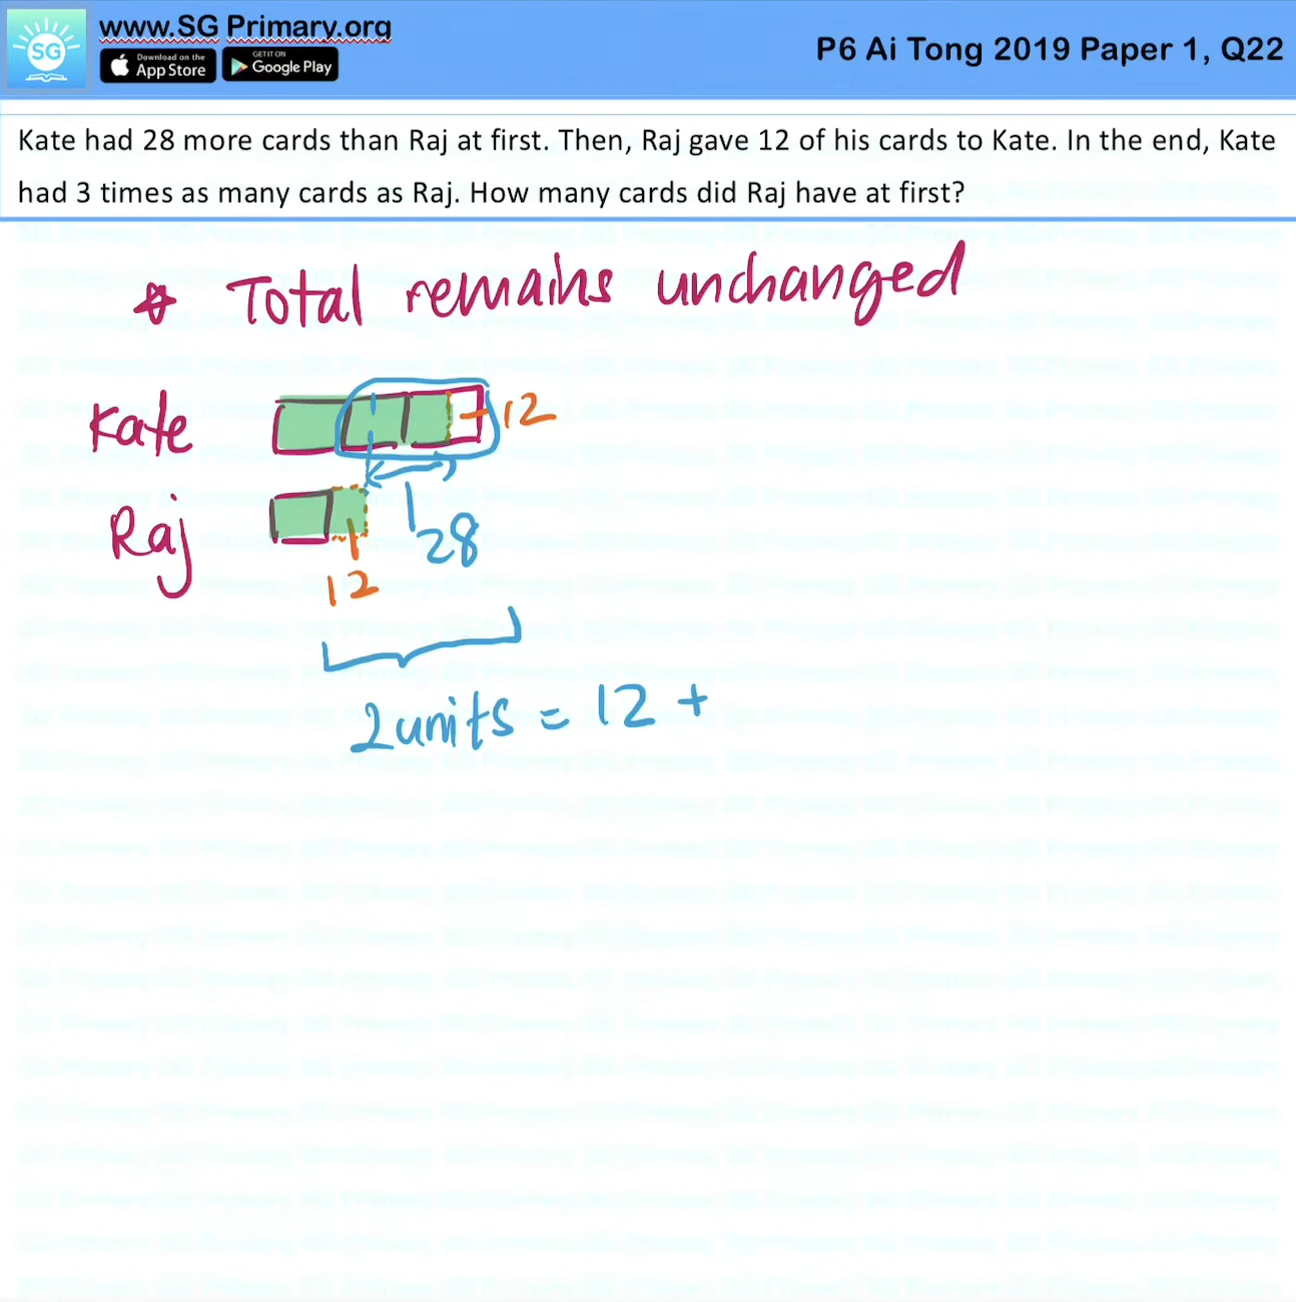 www.SG Primary.org
SG
Download on the
App Store
GET IT ON
Google Play
P6 Ai Tong 2019 Paper 1, Q22
Kate had 28 more cards than Raj at first. Then, Raj gave 12 of his cards to Kate. In the end, Kate
had 3 times as many cards as Raj. How many cards did Raj have at first?
Total remains unchanged
Kate
12
Raj
28
12
2 units = 12 +